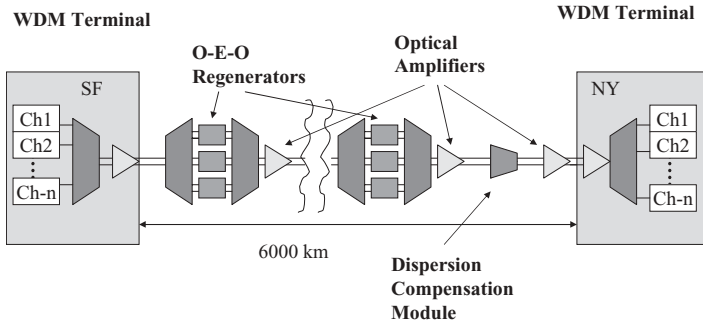 WDM Terminal
WDM Terminal
O-E-O
Regenerators
Optical
Amplifiers
SF
NY
Ch1
Ch2
Ch-n
Ch1
Ch2
Ch-n
6000 km
Dispersion
Compensation
Module